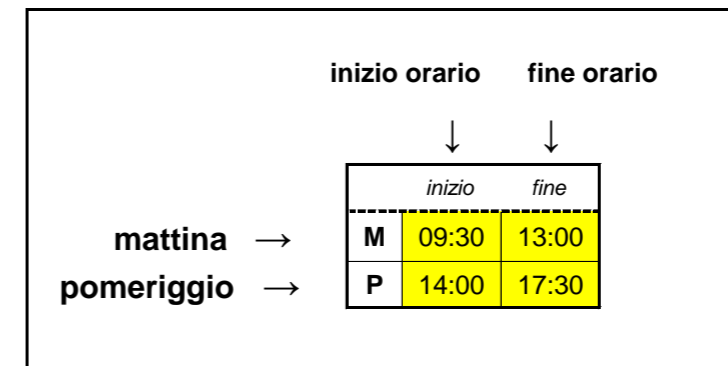 inizio orario fine orario
↓ ↓
inizio fine
mattina → M 09:30 13:00
pomeriggio → P 14:00 17:30